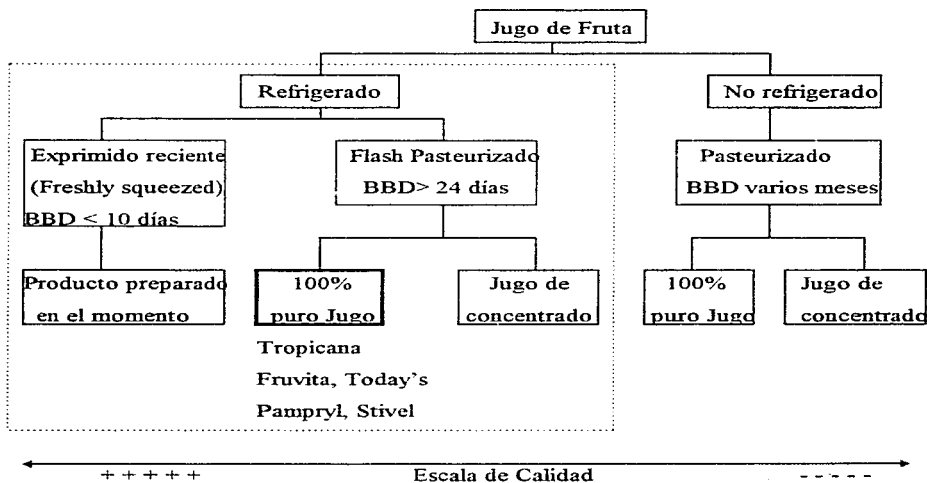 Jugo de Fruta
Refrigerado
No refrigerado
Exprimido reciente
(Freshly squeezed)
BBD < 10 días
Flash Pasteurizado
BBD> 24 días
Pasteurizado
BBD varios meses
Producto preparado
en el momento
100%
puro Jugo
Jugo de
concentrado
100%
puro Jugo
Jugo de
concentrado
Tropicana
Fruvita, Today's
Pampryl, Stivel
+ + + + +
Escala de Calidad
- - - - -